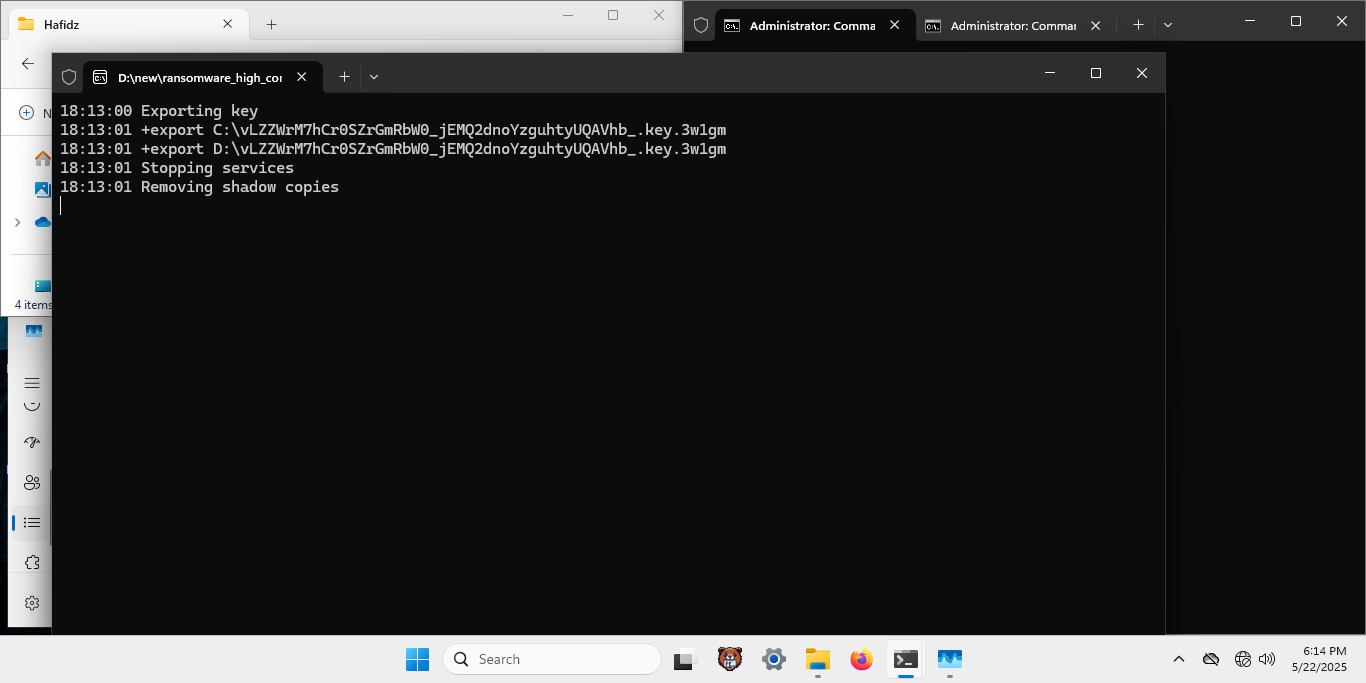 Hafidz
Administrator: Comma
Administrator: Commar
D:\new\ransomware_high_cor
18:13:00 Exporting key
18:13:01 +export C:\vLZZWrM7hCr0SZrGmRbW0_jEMQ2dnoYzguhtyUQAVhb_.key.3w1gm
18:13:01 +export D:\vLZZWrM7hCr0SZrGmRbW0_jEMQ2dnoYzguhtyUQAVhb_.key.3w1gm
18:13:01 Stopping services
18:13:01 Removing shadow copies
N
4 items
Search
6:14 PM
5/22/2025